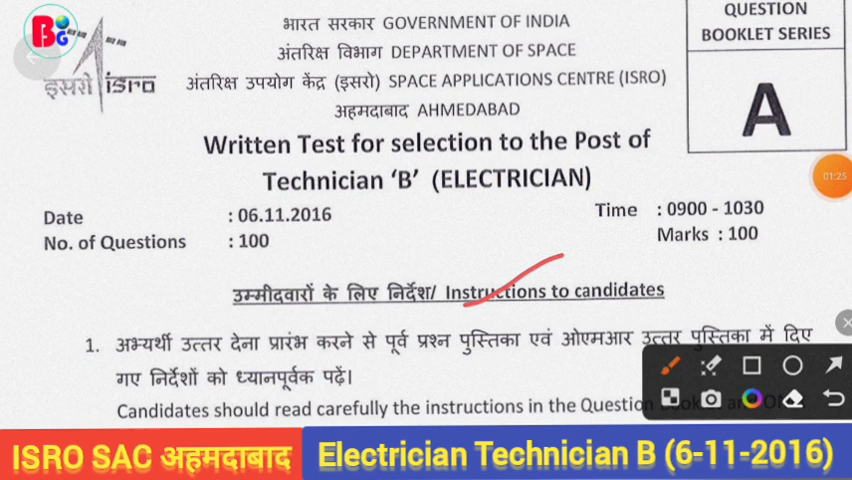 BG
इसरो isro
भारत सरकार GOVERNMENT OF INDIA
अंतरिक्ष विभाग DEPARTMENT OF SPACE
अंतरिक्ष उपयोग केंद्र (इसरो) SPACE APPLICATIONS CENTRE (ISRO)
अहमदाबाद AHMEDABAD
QUESTION
BOOKLET SERIES
A
Written Test for selection to the Post of
Technician ‘B’ (ELECTRICIAN)
01:25
Date : 06.11.2016
Time : 0900 - 1030
No. of Questions : 100
Marks : 100
उम्मीदवारों के लिए निर्देश/ Instructions to candidates
1. अभ्यर्थी उत्तर देना प्रारंभ करने से पूर्व प्रश्न पुस्तिका एवं ओएमआर उत्तर पुस्तिका में दिए
गए निर्देशों को ध्यानपूर्वक पढ़ें।
Candidates should read carefully the instructions in the Question
ISRO SAC अहमदाबाद
Electrician Technician B (6-11-2016)